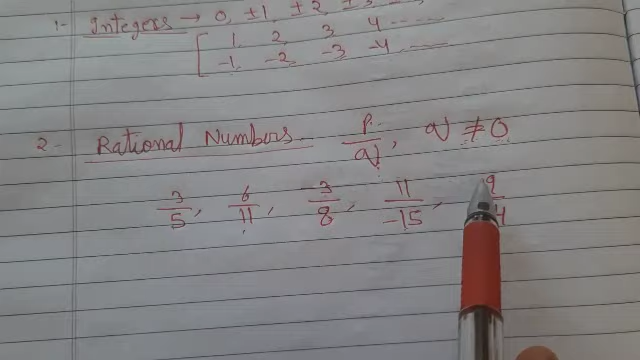 1- Integers → 0, ±1, ±2, ±3
1, 2 3 4 .....
-1, -2 -3 -4 ......
2- Rational Numbers p/q, q ≠ 0
3/5, 6/11, -3/8, 11/-15,